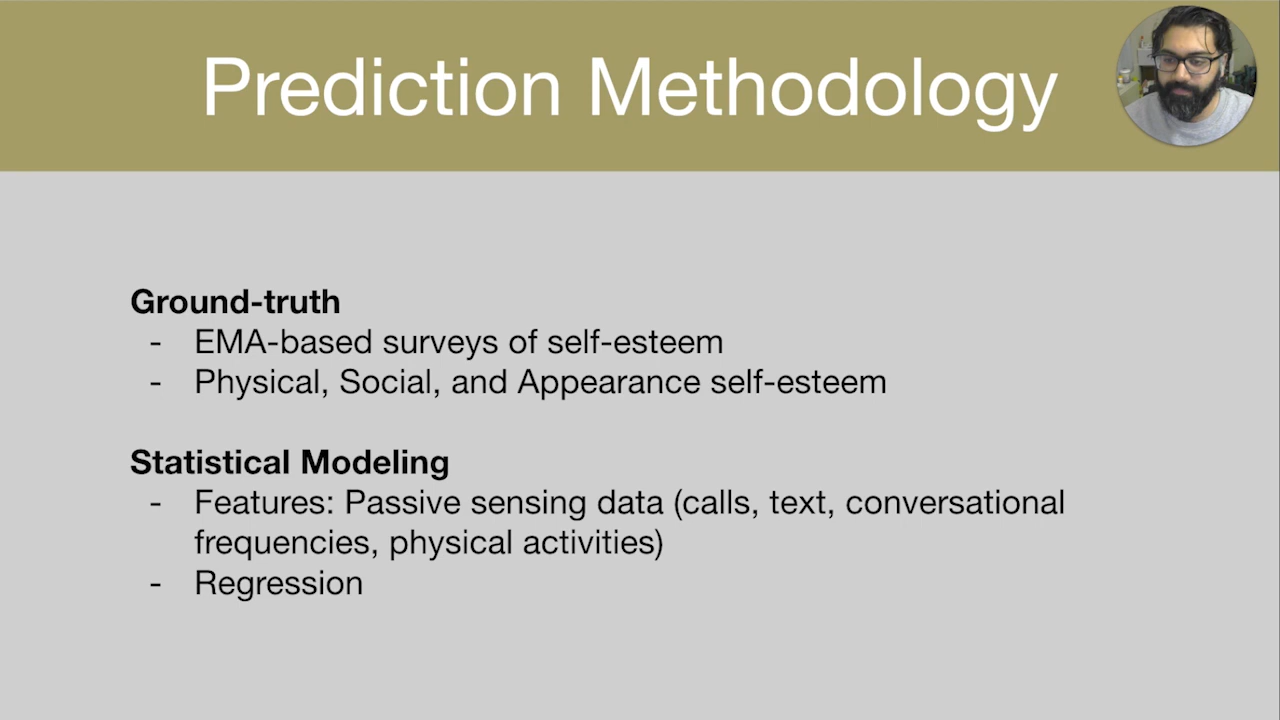 Prediction Methodology
Ground-truth
- EMA-based surveys of self-esteem
- Physical, Social, and Appearance self-esteem
Statistical Modeling
- Features: Passive sensing data (calls, text, conversational
frequencies, physical activities)
- Regression